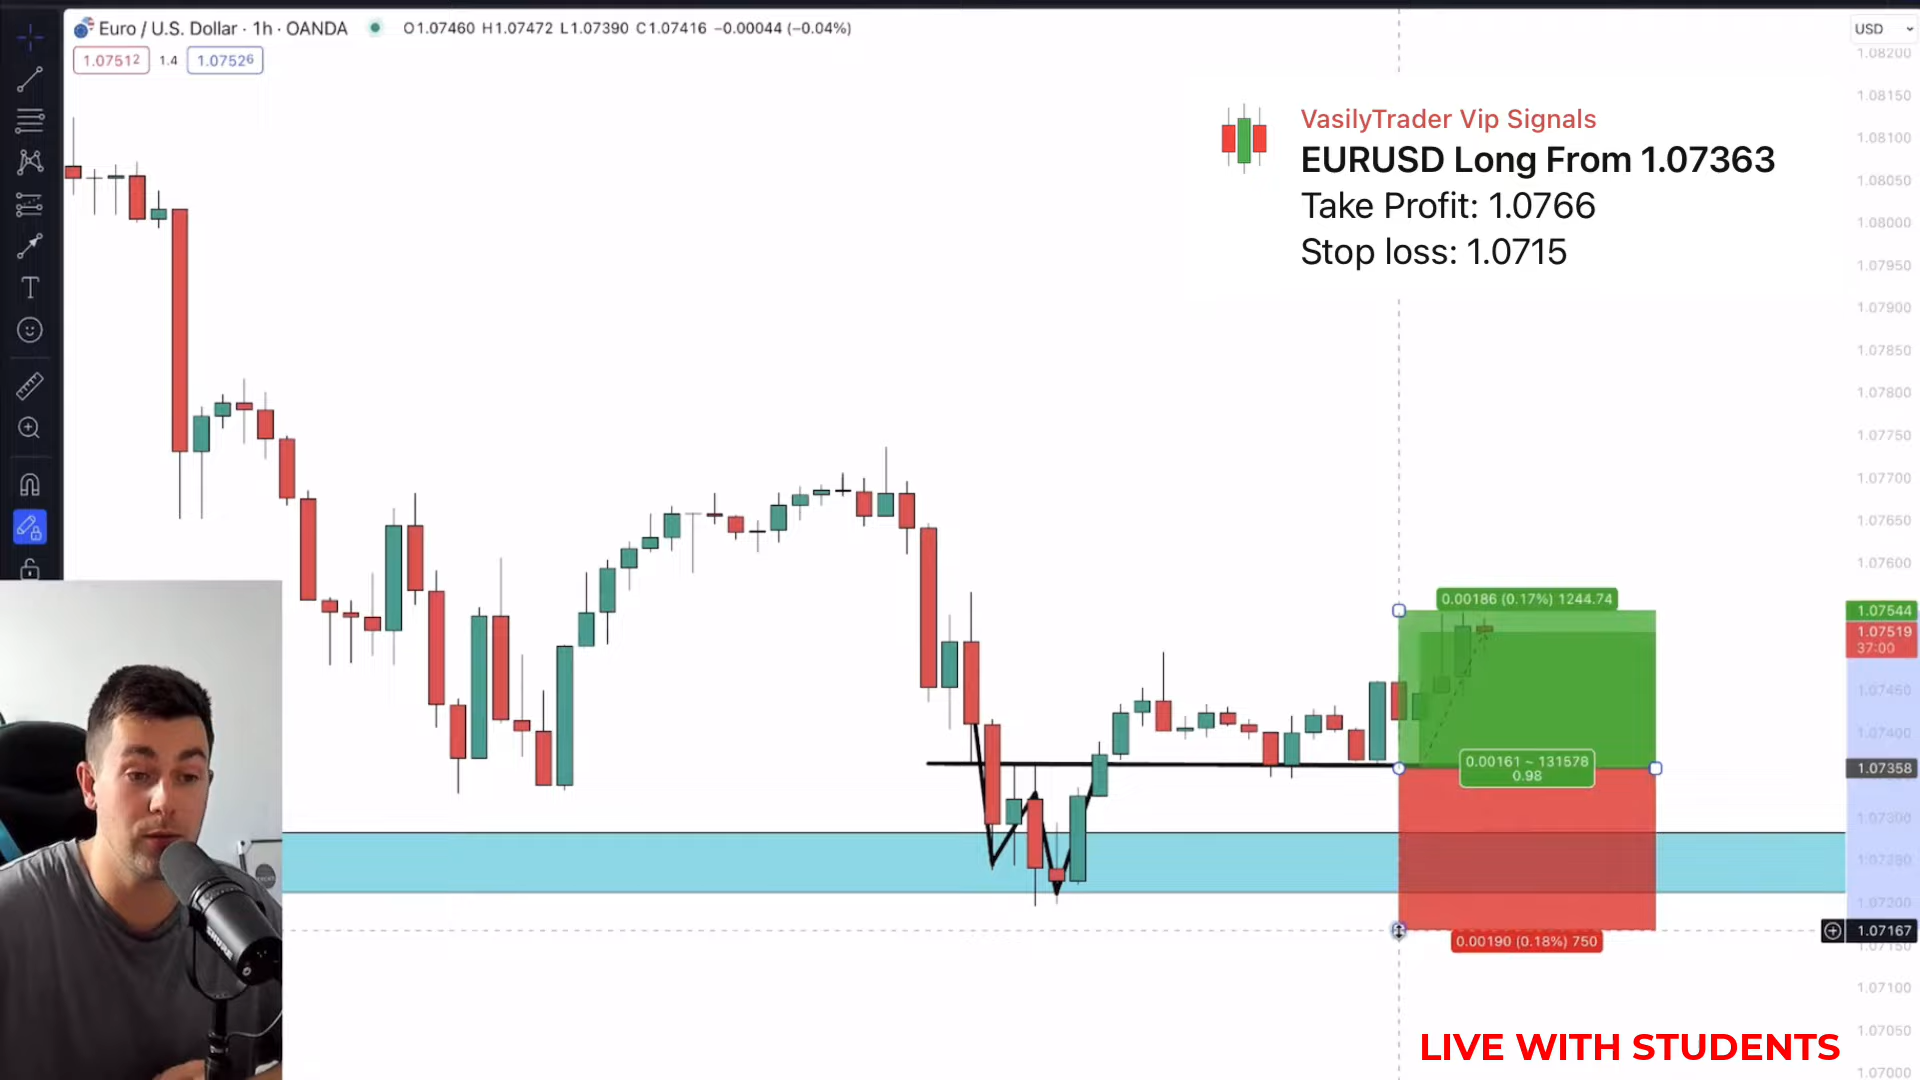 Euro / U.S. Dollar · 1h · OANDA
O1.07460 H1.07472 L1.07390 C1.07416 −0.00044 (−0.04%)
USD
1.07512
1.4
1.07526
VasilyTrader Vip Signals
EURUSD Long From 1.07363
Take Profit: 1.0766
Stop loss: 1.0715
1.08200
1.08150
1.08100
1.08050
1.08000
1.07950
1.07900
1.07850
1.07800
1.07750
1.07700
1.07650
1.07600
0.00186 (0.17%) 1244.74
1.07544
1.07519
37:00
1.07450
1.07400
0.00161 ~ 131578
0.98
1.07358
1.07300
1.07250
1.07200
1.07167
0.00190 (0.18%) 750
1.07150
1.07100
1.07050
1.07000
SHURE
LIVE WITH STUDENTS